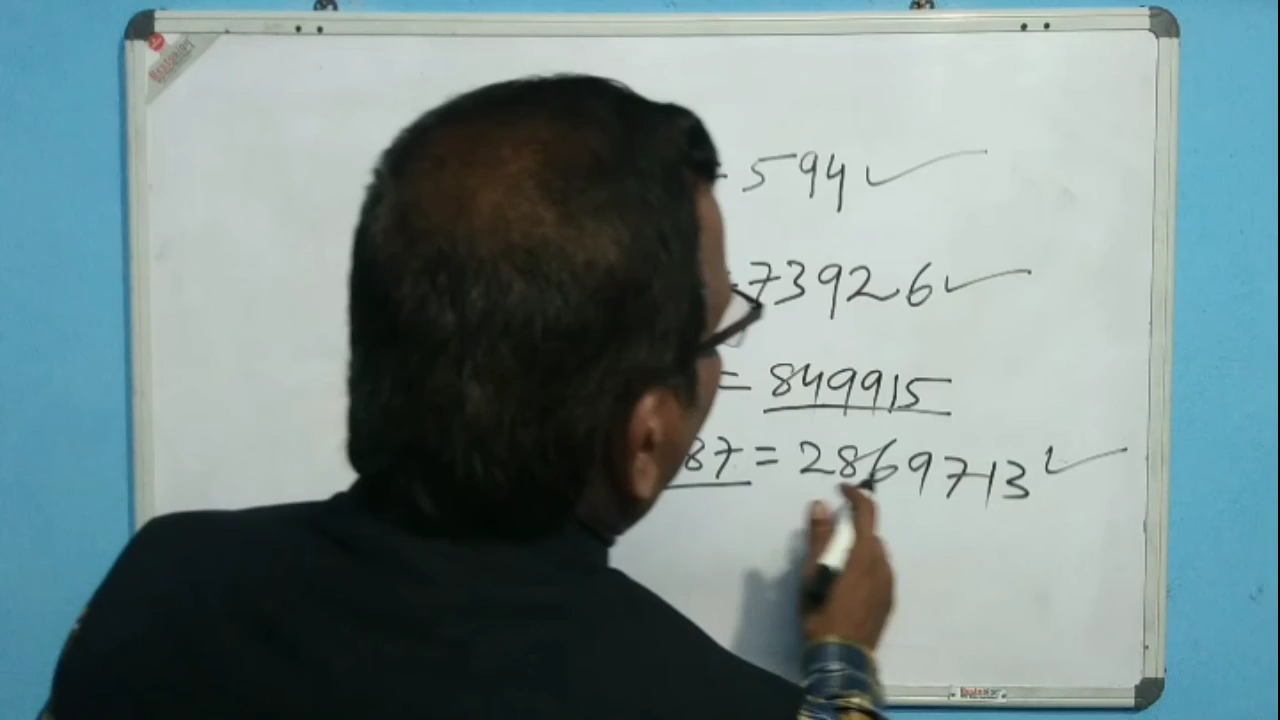 594
73926
= 849915
87 = 2869713